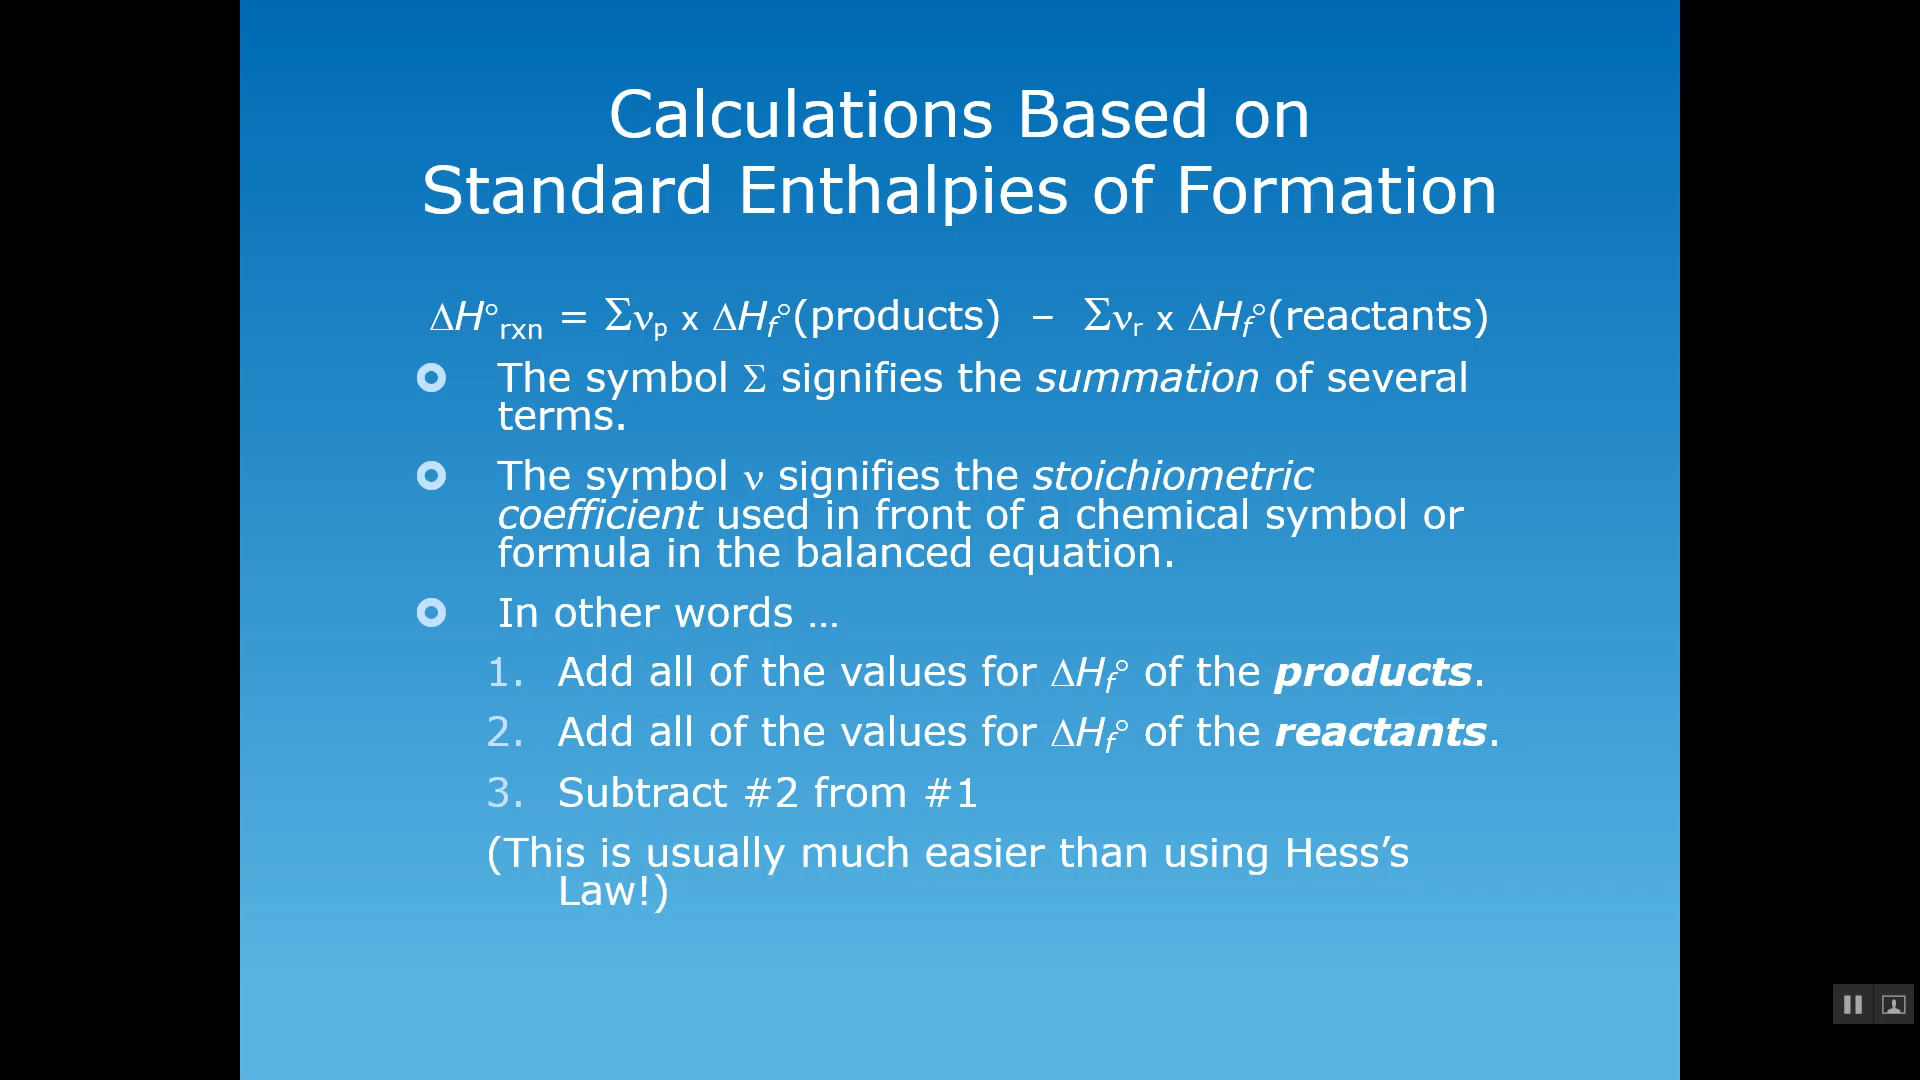 Calculations Based on
Standard Enthalpies of Formation
ΔH°rxn = Σνp x ΔHf°(products) – Σνr x ΔHf°(reactants)
The symbol Σ signifies the summation of several
terms.
The symbol ν signifies the stoichiometric
coefficient used in front of a chemical symbol or
formula in the balanced equation.
In other words …
1. Add all of the values for ΔHf° of the products.
2. Add all of the values for ΔHf° of the reactants.
3. Subtract #2 from #1
(This is usually much easier than using Hess’s
Law!)